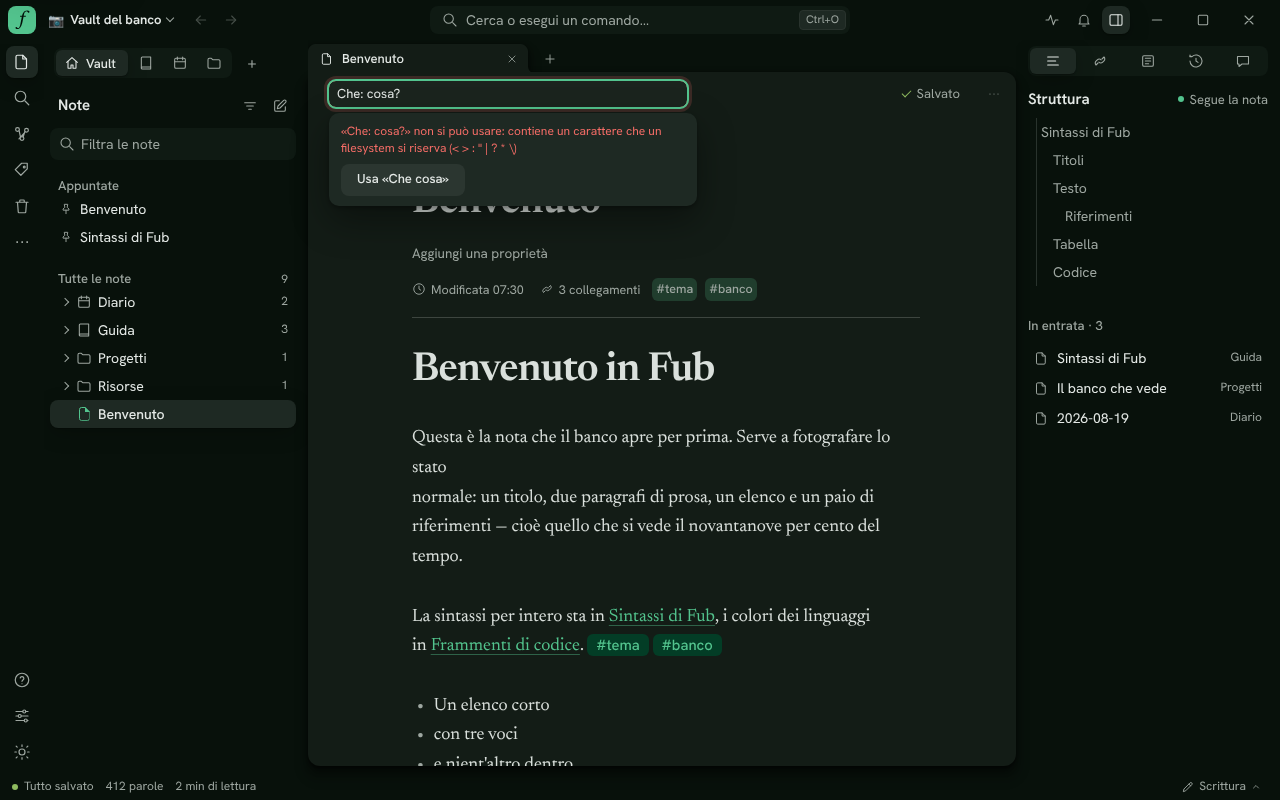 f
Vault del banco
Cerca o esegui un comando...
Ctrl+O
Vault
Note
Filtra le note
Appuntate
Benvenuto
Sintassi di Fub
Tutte le note 9
Diario 2
Guida 3
Progetti 1
Risorse 1
Benvenuto
Benvenuto
Che: cosa?
Salvato
«Che: cosa?» non si può usare: contiene un carattere che un
filesystem si riserva (< > : " | ? * \)
Usa «Che cosa»
Benvenuto
Aggiungi una proprietà
Modificata 07:30 3 collegamenti #tema #banco
Benvenuto in Fub
Questa è la nota che il banco apre per prima. Serve a fotografare lo
stato
normale: un titolo, due paragrafi di prosa, un elenco e un paio di
riferimenti — cioè quello che si vede il novantanove per cento del
tempo.
La sintassi per intero sta in Sintassi di Fub, i colori dei linguaggi
in Frammenti di codice. #tema #banco
• Un elenco corto
• con tre voci
• e nient'altro dentro
Struttura
Segue la nota
Sintassi di Fub
Titoli
Testo
Riferimenti
Tabella
Codice
In entrata · 3
Sintassi di Fub Guida
Il banco che vede Progetti
2026-08-19 Diario
Tutto salvato 412 parole 2 min di lettura
Scrittura